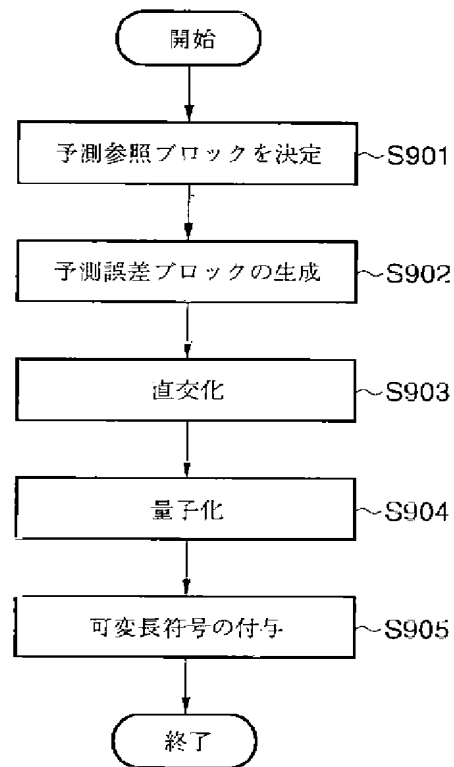 開始
予測参照ブロックを決定 ~S901
予測誤差ブロックの生成 ~S902
直交化 ~S903
量子化 ~S904
可変長符号の付与 ~S905
終了